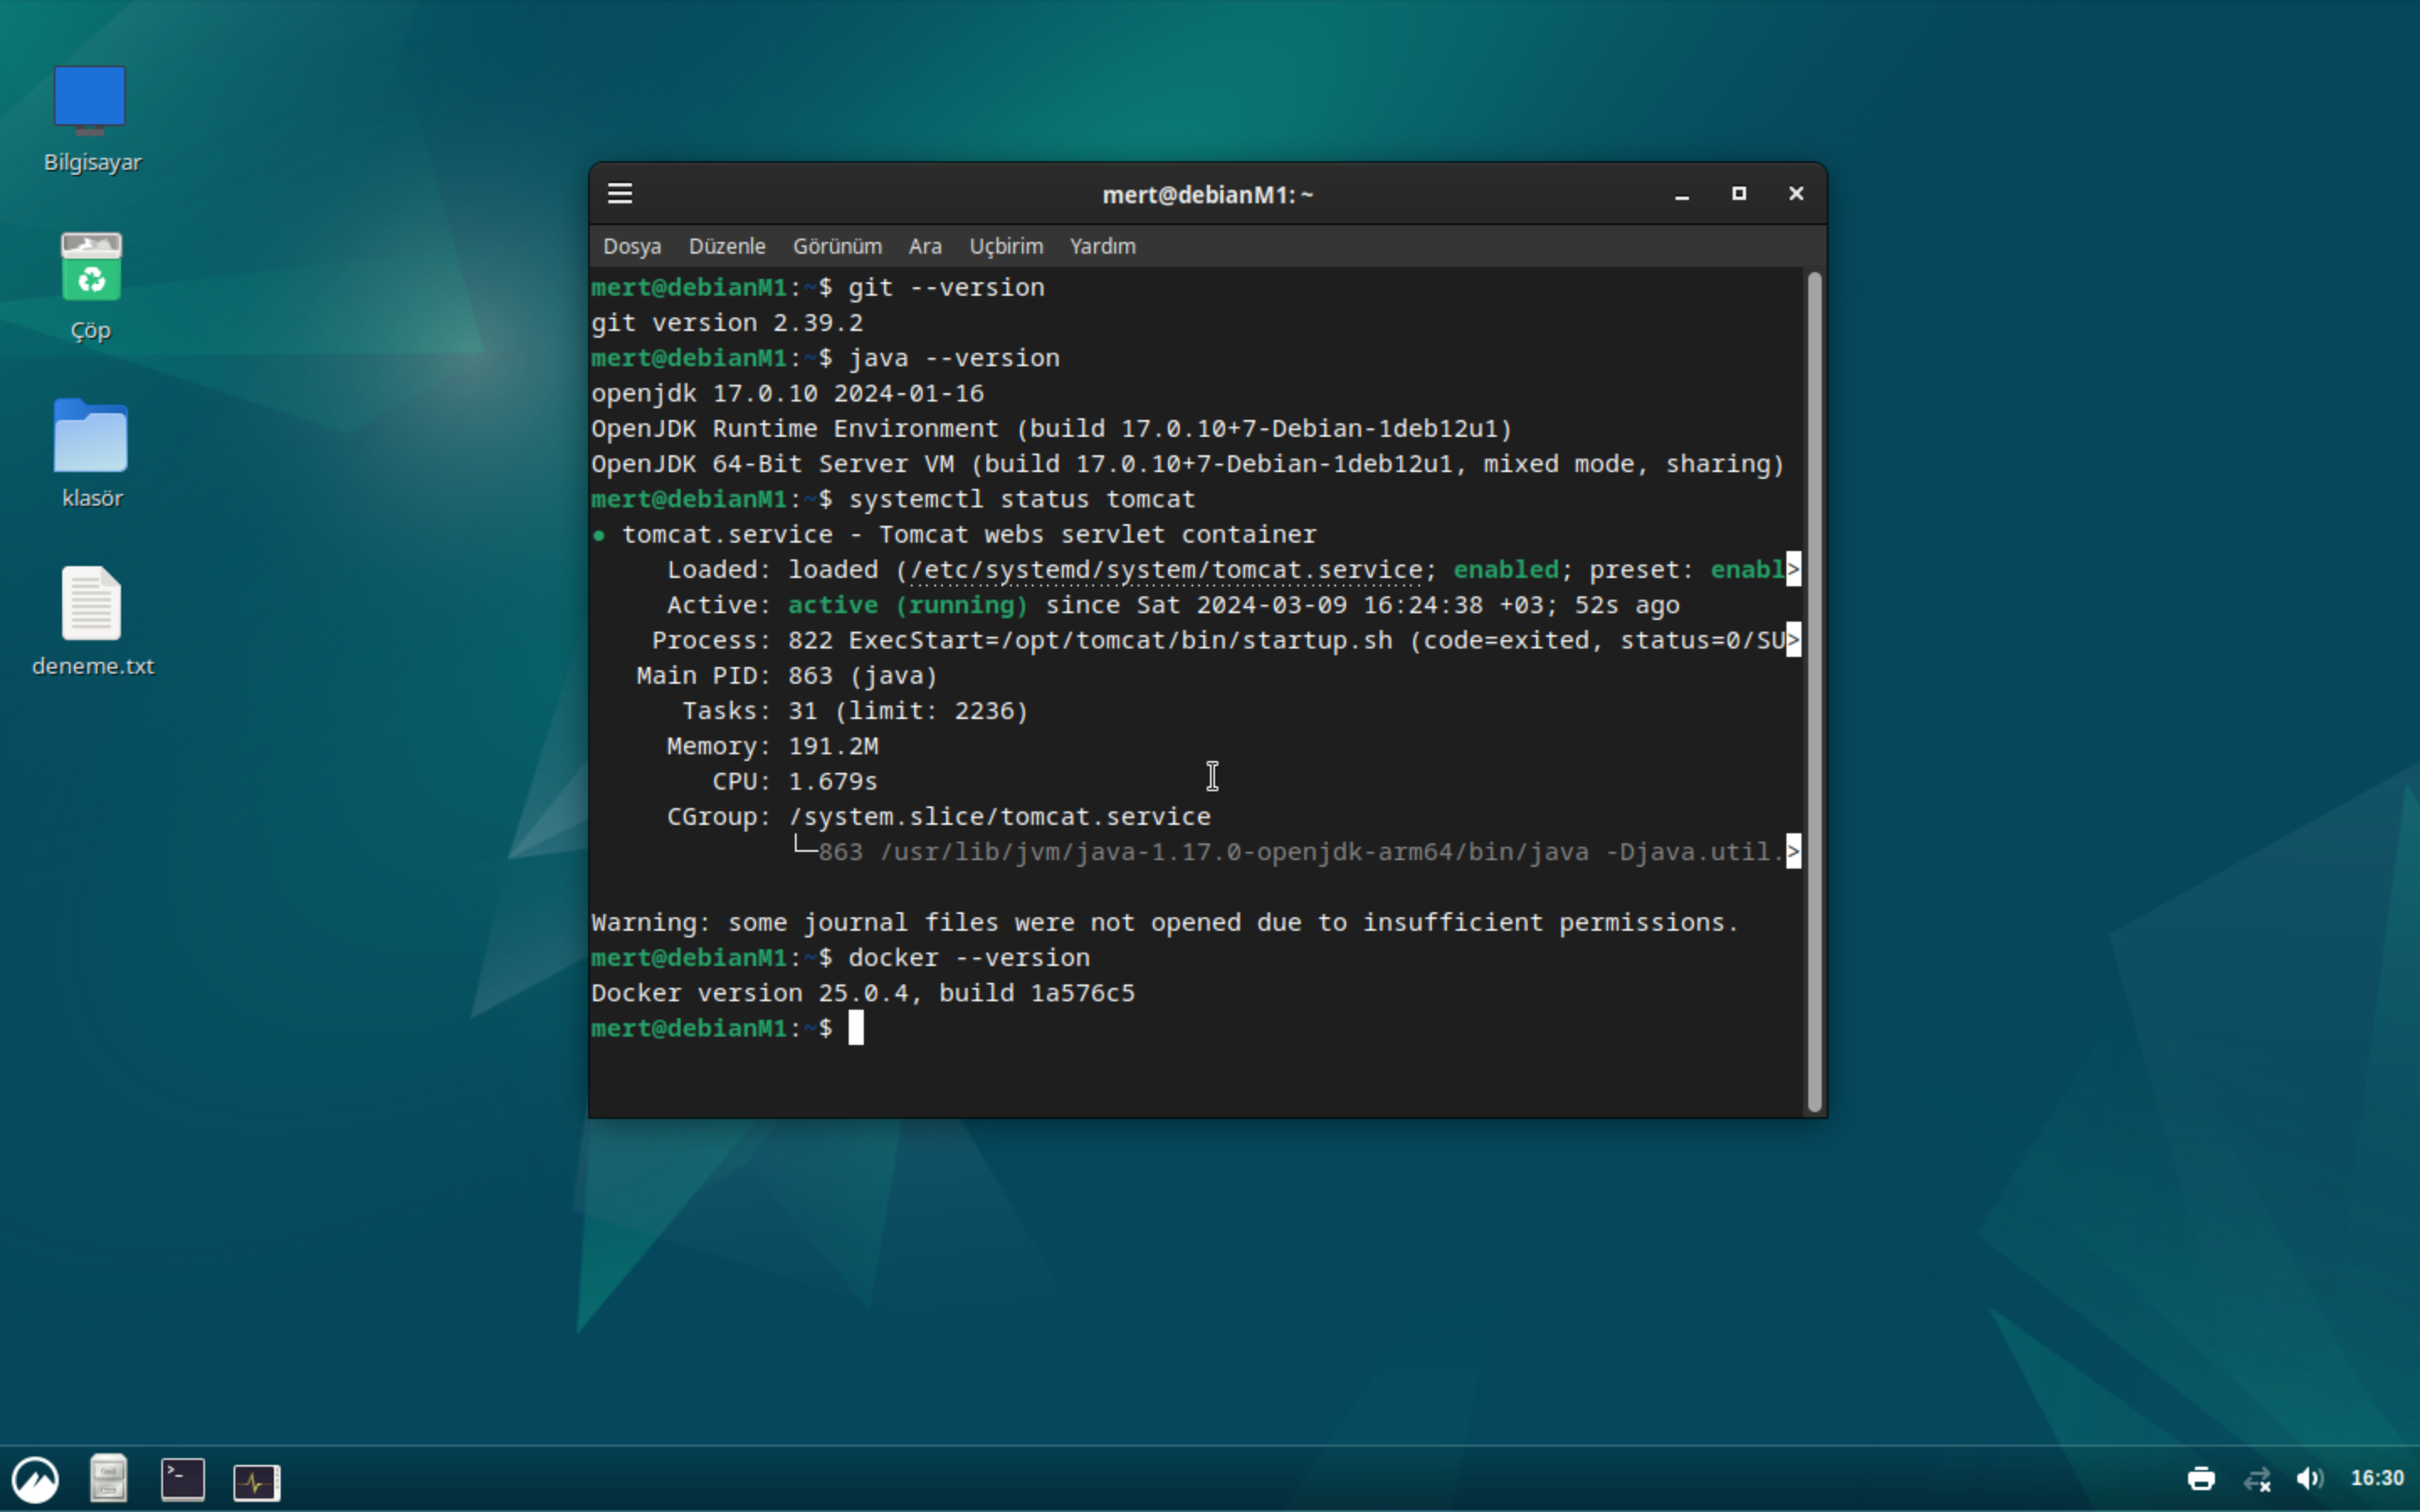 Bilgisayar
Çöp
klasör
deneme.txt
mert@debianM1: ~
Dosya Düzenle Görünüm Ara Uçbirim Yardım
mert@debianM1:~$ git --version
git version 2.39.2
mert@debianM1:~$ java --version
openjdk 17.0.10 2024-01-16
OpenJDK Runtime Environment (build 17.0.10+7-Debian-1deb12u1)
OpenJDK 64-Bit Server VM (build 17.0.10+7-Debian-1deb12u1, mixed mode, sharing)
mert@debianM1:~$ systemctl status tomcat
● tomcat.service - Tomcat webs servlet container
Loaded: loaded (/etc/systemd/system/tomcat.service; enabled; preset: enabl>
Active: active (running) since Sat 2024-03-09 16:24:38 +03; 52s ago
Process: 822 ExecStart=/opt/tomcat/bin/startup.sh (code=exited, status=0/SU>
Main PID: 863 (java)
Tasks: 31 (limit: 2236)
Memory: 191.2M
CPU: 1.679s
CGroup: /system.slice/tomcat.service
└─863 /usr/lib/jvm/java-1.17.0-openjdk-arm64/bin/java -Djava.util.>
Warning: some journal files were not opened due to insufficient permissions.
mert@debianM1:~$ docker --version
Docker version 25.0.4, build 1a576c5
mert@debianM1:~$
16:30